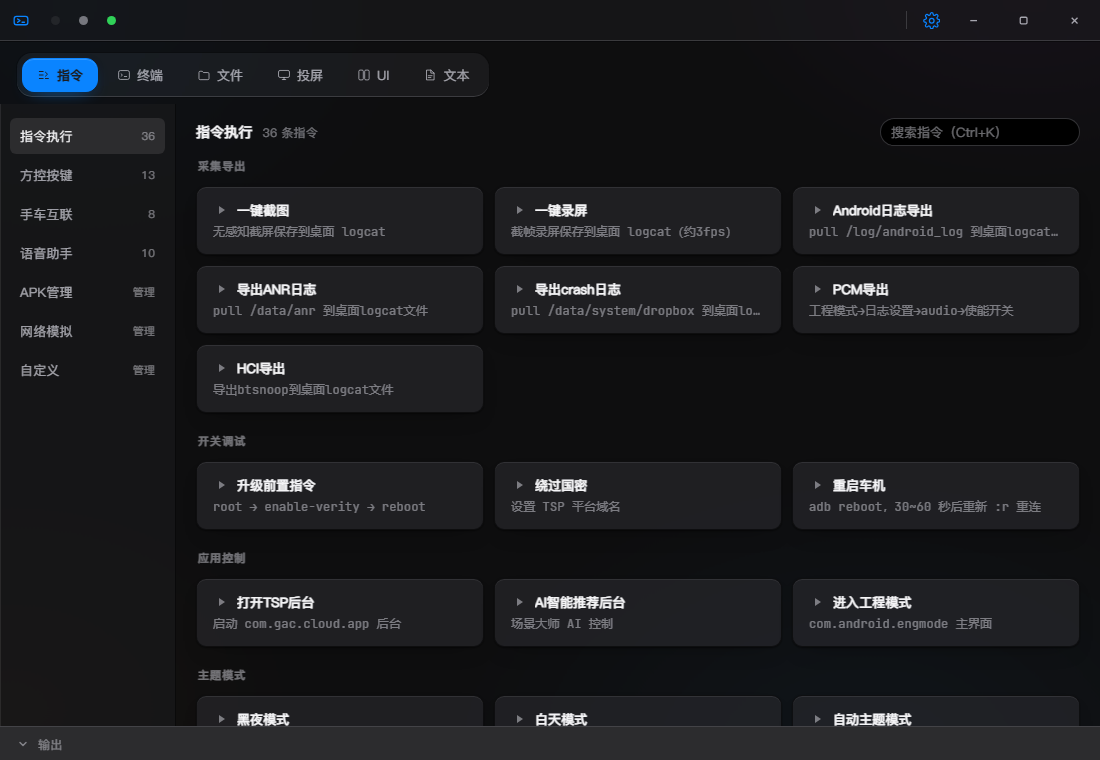 指令
终端
文件
投屏
UI
文本
指令执行 36
方控按键 13
手车互联 8
语音助手 10
APK管理 管理
网络模拟 管理
自定义 管理
指令执行 36 条指令
搜索指令（Ctrl+K）
采集导出
一键截图
无感知截屏保存到桌面 logcat
一键录屏
截帧录屏保存到桌面 logcat（约3fps）
Android日志导出
pull /log/android_log 到桌面logcat…
导出ANR日志
pull /data/anr 到桌面logcat文件
导出crash日志
pull /data/system/dropbox 到桌面lo…
PCM导出
工程模式→日志设置→audio→使能开关
HCI导出
导出btsnoop到桌面logcat文件
开关调试
升级前置指令
root → enable-verity → reboot
绕过国密
设置 TSP 平台域名
重启车机
adb reboot，30~60 秒后重新 :r 重连
应用控制
打开TSP后台
启动 com.gac.cloud.app 后台
AI智能推荐后台
场景大师 AI 控制
进入工程模式
com.android.engmode 主界面
主题模式
黑夜模式
白天模式
自动主题模式
输出